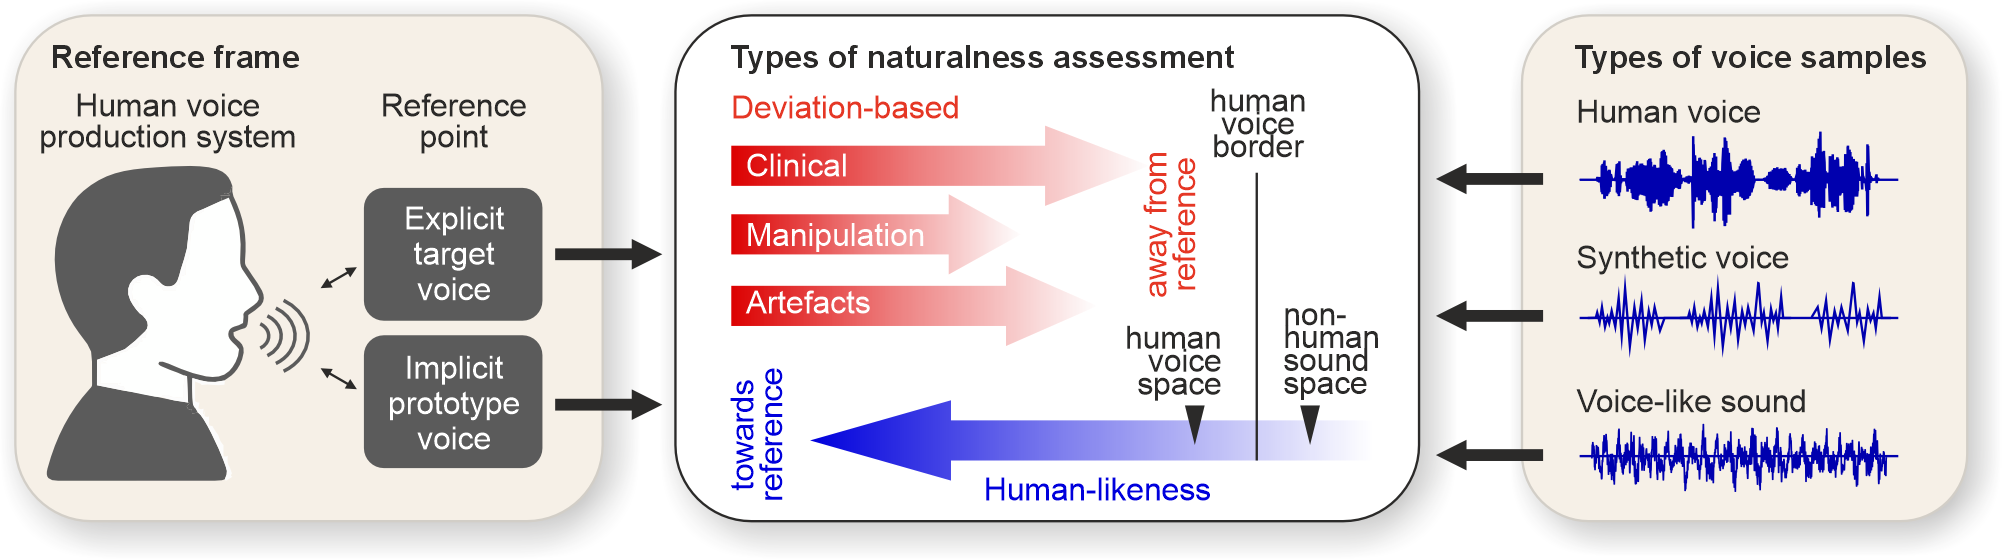 Reference frame
Human voice
production system
Reference
point
Explicit
target
voice
Implicit
prototype
voice
Types of naturalness assessment
Deviation-based
Clinical
Manipulation
Artefacts
away from
reference
human
voice
border
human
voice
space
non-
human
sound
space
towards
reference
Human-likeness
Types of voice samples
Human voice
Synthetic voice
Voice-like sound